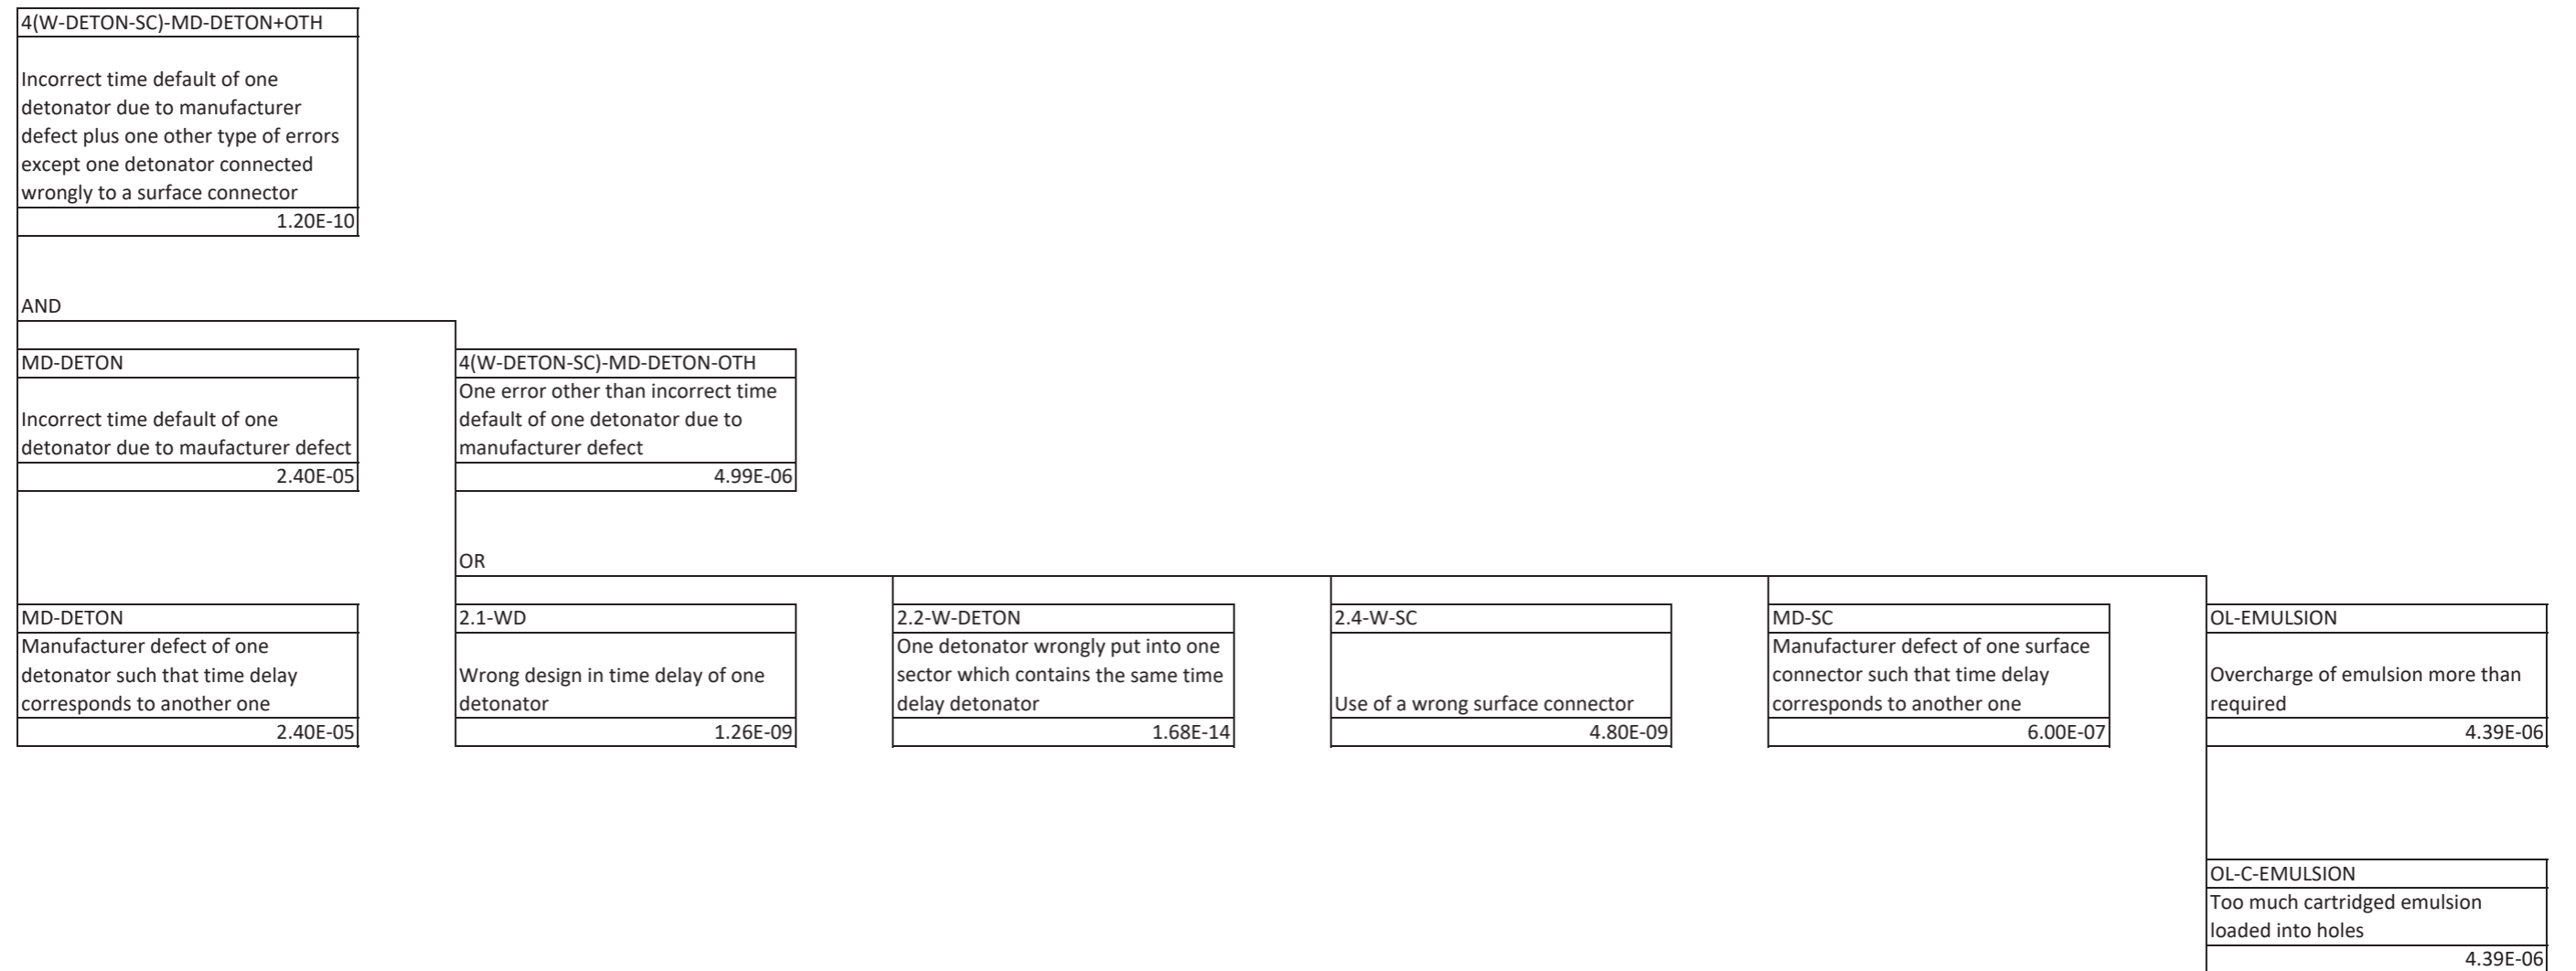 4(W-DETON-SC)-MD-DETON+OTH
Incorrect time default of one
detonator due to manufacturer
defect plus one other type of errors
except one detonator connected
wrongly to a surface connector
1.20E-10
AND
MD-DETON
Incorrect time default of one
detonator due to maufacturer defect
2.40E-05
4(W-DETON-SC)-MD-DETON-OTH
One error other than incorrect time
default of one detonator due to
manufacturer defect
4.99E-06
OR
MD-DETON
Manufacturer defect of one
detonator such that time delay
corresponds to another one
2.40E-05
2.1-WD
Wrong design in time delay of one
detonator
1.26E-09
2.2-W-DETON
One detonator wrongly put into one
sector which contains the same time
delay detonator
1.68E-14
2.4-W-SC
Use of a wrong surface connector
4.80E-09
MD-SC
Manufacturer defect of one surface
connector such that time delay
corresponds to another one
6.00E-07
OL-EMULSION
Overcharge of emulsion more than
required
4.39E-06
OL-C-EMULSION
Too much cartridged emulsion
loaded into holes
4.39E-06